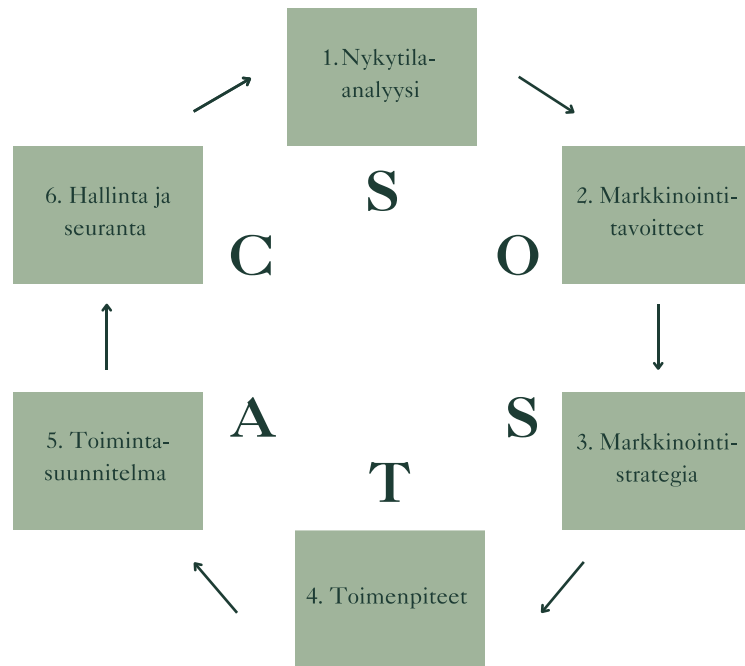 1. Nykytila-
analyysi
S
2. Markkinointi-
tavoitteet
O
3. Markkinointi-
strategia
S
4. Toimenpiteet
T
5. Toiminta-
suunnitelma
A
6. Hallinta ja
seuranta
C